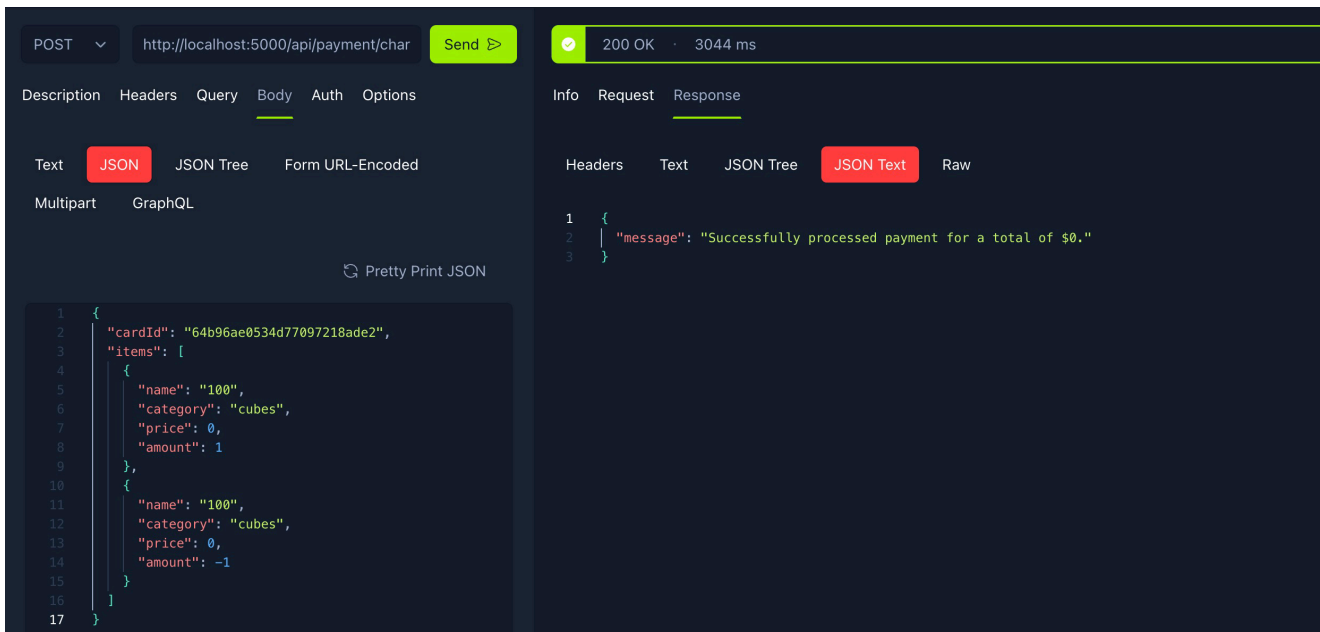 POST http://localhost:5000/api/payment/char Send
Description Headers Query Body Auth Options
Text JSON JSON Tree Form URL-Encoded
Multipart GraphQL
Pretty Print JSON
1 {
2 "cardId": "64b96ae0534d77097218ade2",
3 "items": [
4 {
5 "name": "100",
6 "category": "cubes",
7 "price": 0,
8 "amount": 1
9 },
10 {
11 "name": "100",
12 "category": "cubes",
13 "price": 0,
14 "amount": -1
15 }
16 ]
17 }
200 OK · 3044 ms
Info Request Response
Headers Text JSON Tree JSON Text Raw
1 {
2 "message": "Successfully processed payment for a total of $0."
3 }